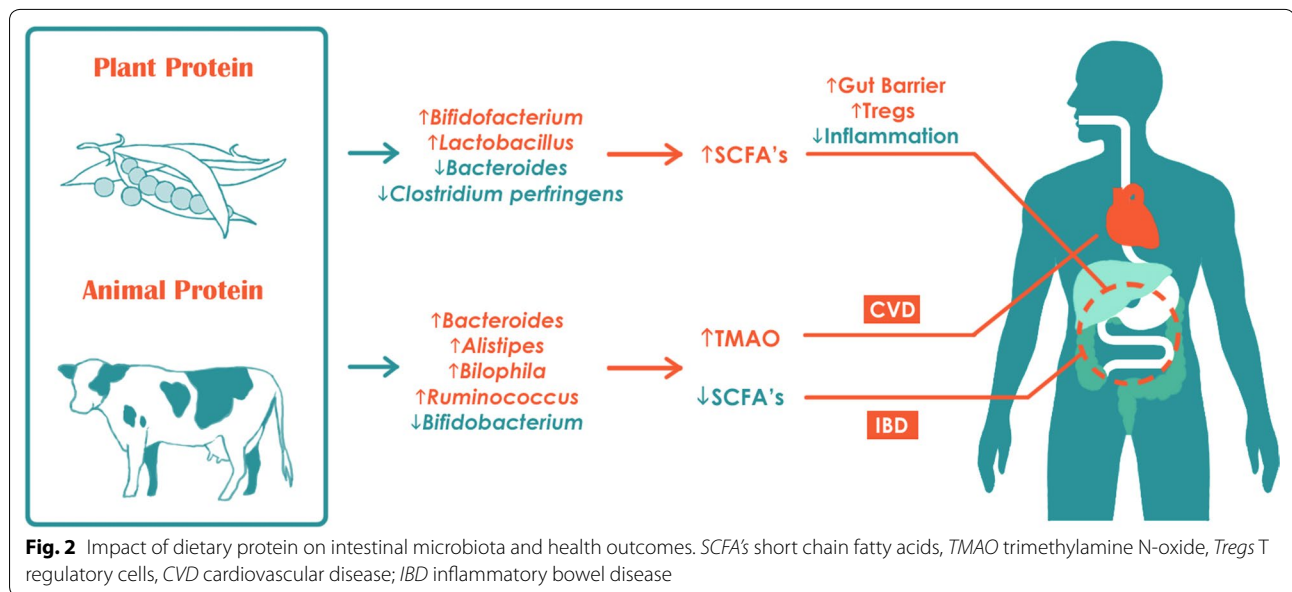 Plant Protein
↑Bifidofacterium
↑Lactobacillus
↓Bacteroides
↓Clostridium perfringens
↑SCFA's
↑Gut Barrier
↑Tregs
↓Inflammation
Animal Protein
↑Bacteroides
↑Alistipes
↑Bilophila
↑Ruminococcus
↓Bifidobacterium
↑TMAO
CVD
↓SCFA's
IBD
Fig. 2 Impact of dietary protein on intestinal microbiota and health outcomes. SCFA's short chain fatty acids, TMAO trimethylamine N-oxide, Tregs T
regulatory cells, CVD cardiovascular disease; IBD inflammatory bowel disease